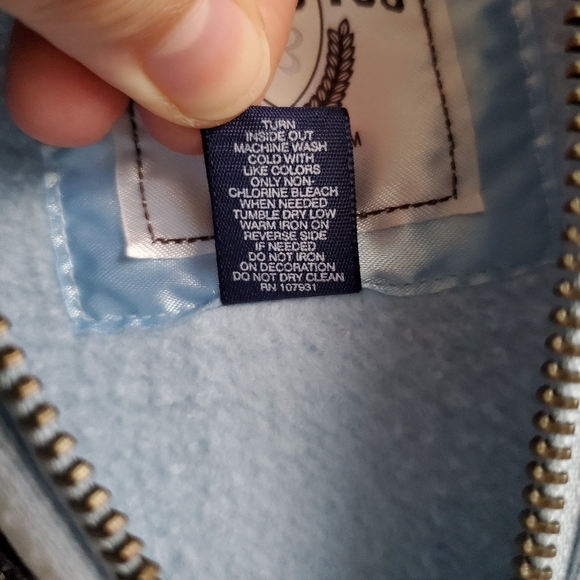 TURN
INSIDE OUT
MACHINE WASH
COLD WITH
LIKE COLORS
ONLY NON-
CHLORINE BLEACH
WHEN NEEDED
TUMBLE DRY LOW
WARM IRON ON
REVERSE SIDE
IF NEEDED
DO NOT IRON
ON DECORATION
DO NOT DRY CLEAN
RN 107931